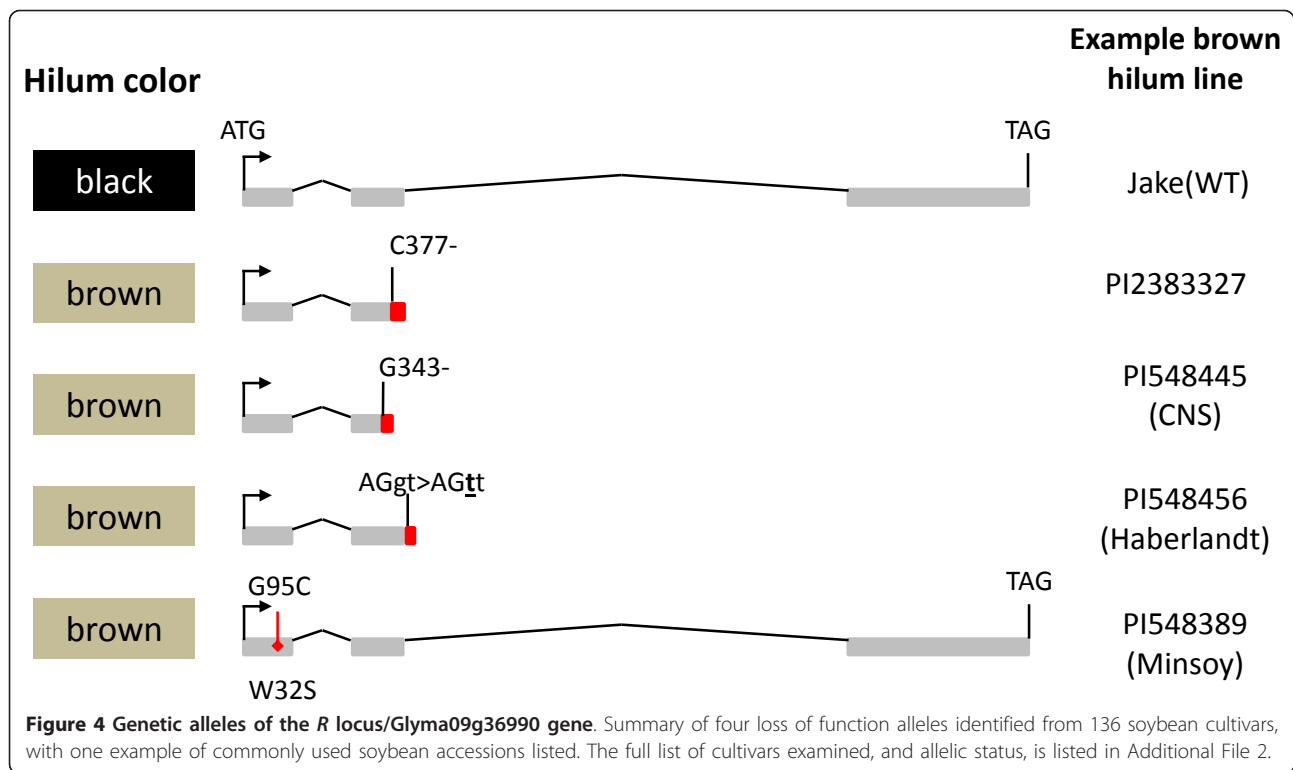 Hilum color
Example brown
hilum line
ATG
TAG
black
Jake(WT)
C377-
brown
PI2383327
G343-
brown
PI548445
(CNS)
AGgt>AGtt
brown
PI548456
(Haberlandt)
G95C
TAG
brown
W32S
PI548389
(Minsoy)
Figure 4 Genetic alleles of the R locus/Glyma09g36990 gene. Summary of four loss of function alleles identified from 136 soybean cultivars,
with one example of commonly used soybean accessions listed. The full list of cultivars examined, and allelic status, is listed in Additional File 2.